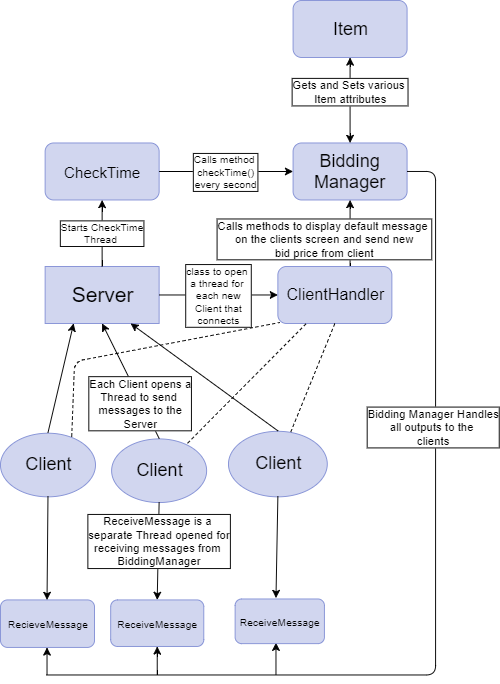 Item
Gets and Sets various
Item attributes
CheckTime
Calls method
checkTime()
every second
Bidding
Manager
Starts CheckTime
Thread
Calls methods to display default message
on the clients screen and send new
bid price from client
Server
class to open
a thread for
each new
Client that
connects
ClientHandler
Each Client opens a
Thread to send
messages to the
Server
Bidding Manager Handles
all outputs to the
clients
Client
Client
Client
ReceiveMessage is a
separate Thread opened for
receiving messages from
BiddingManager
RecieveMessage
ReceiveMessage
ReceiveMessage